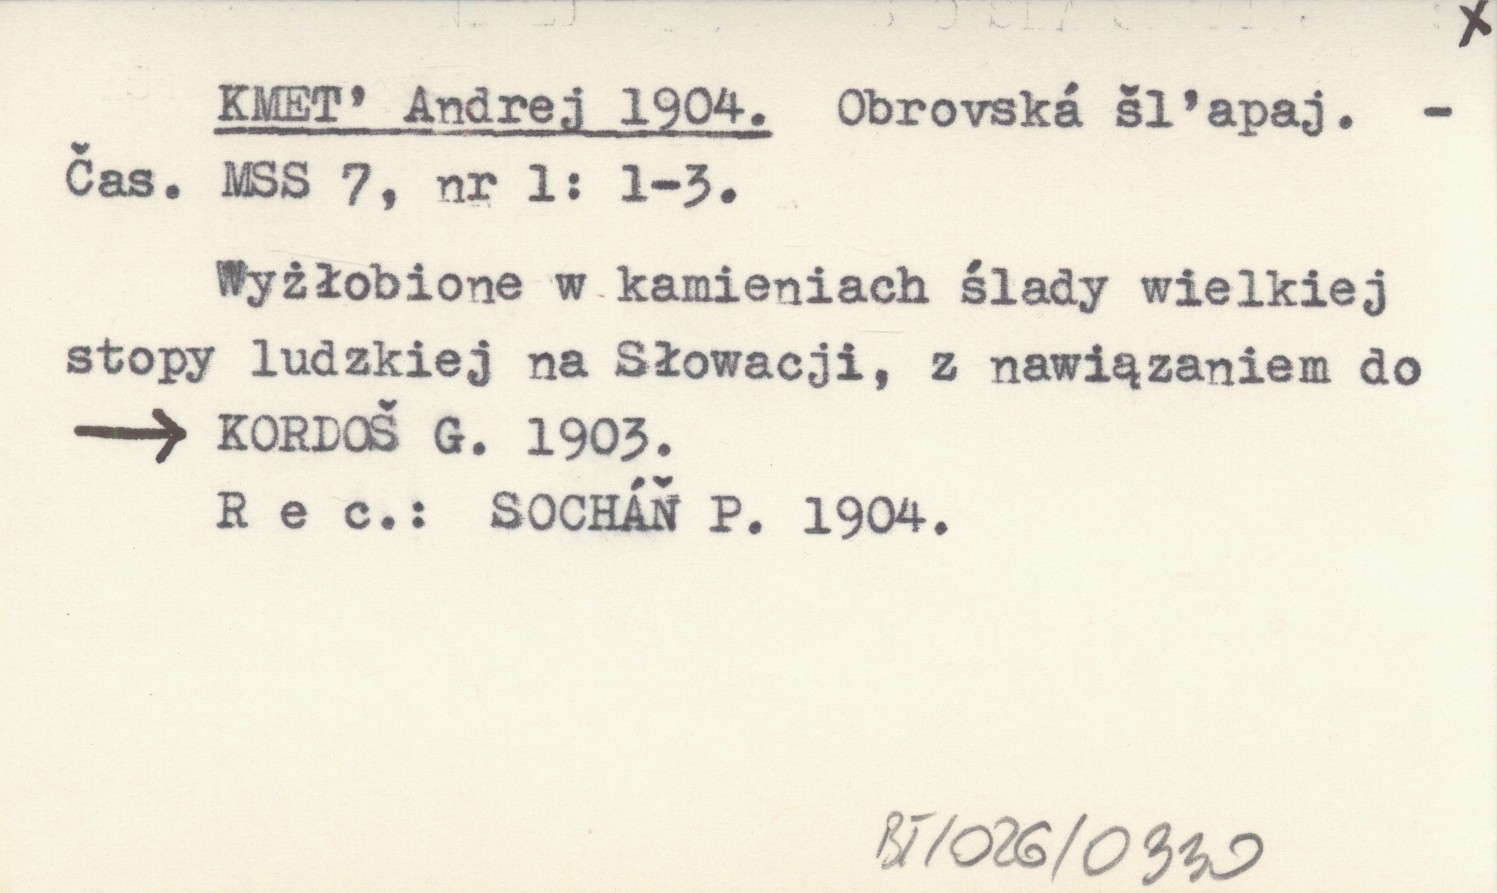 x
KMET' Andrej 1904. Obrovská šl'apaj. -
Čas. MSS 7, nr 1: 1-3.
Wyżłobione w kamieniach ślady wielkiej
stopy ludzkiej na Słowacji, z nawiązaniem do
→ KORDOŠ G. 1903.
R e c.: SOCHÁŇ P. 1904.
BT/026/0330